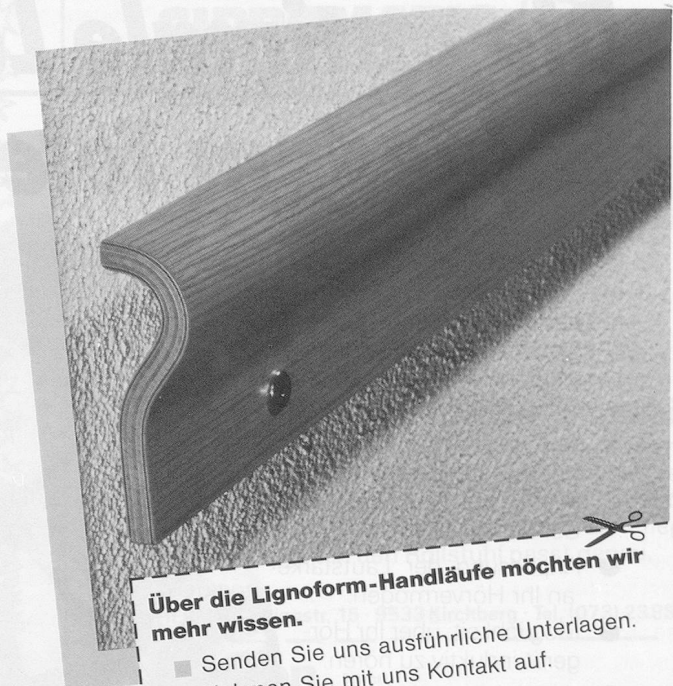 Über die Lignoform-Handläufe möchten wir
mehr wissen.
Senden Sie uns ausführliche Unterlagen.
Sie mit uns Kontakt auf.